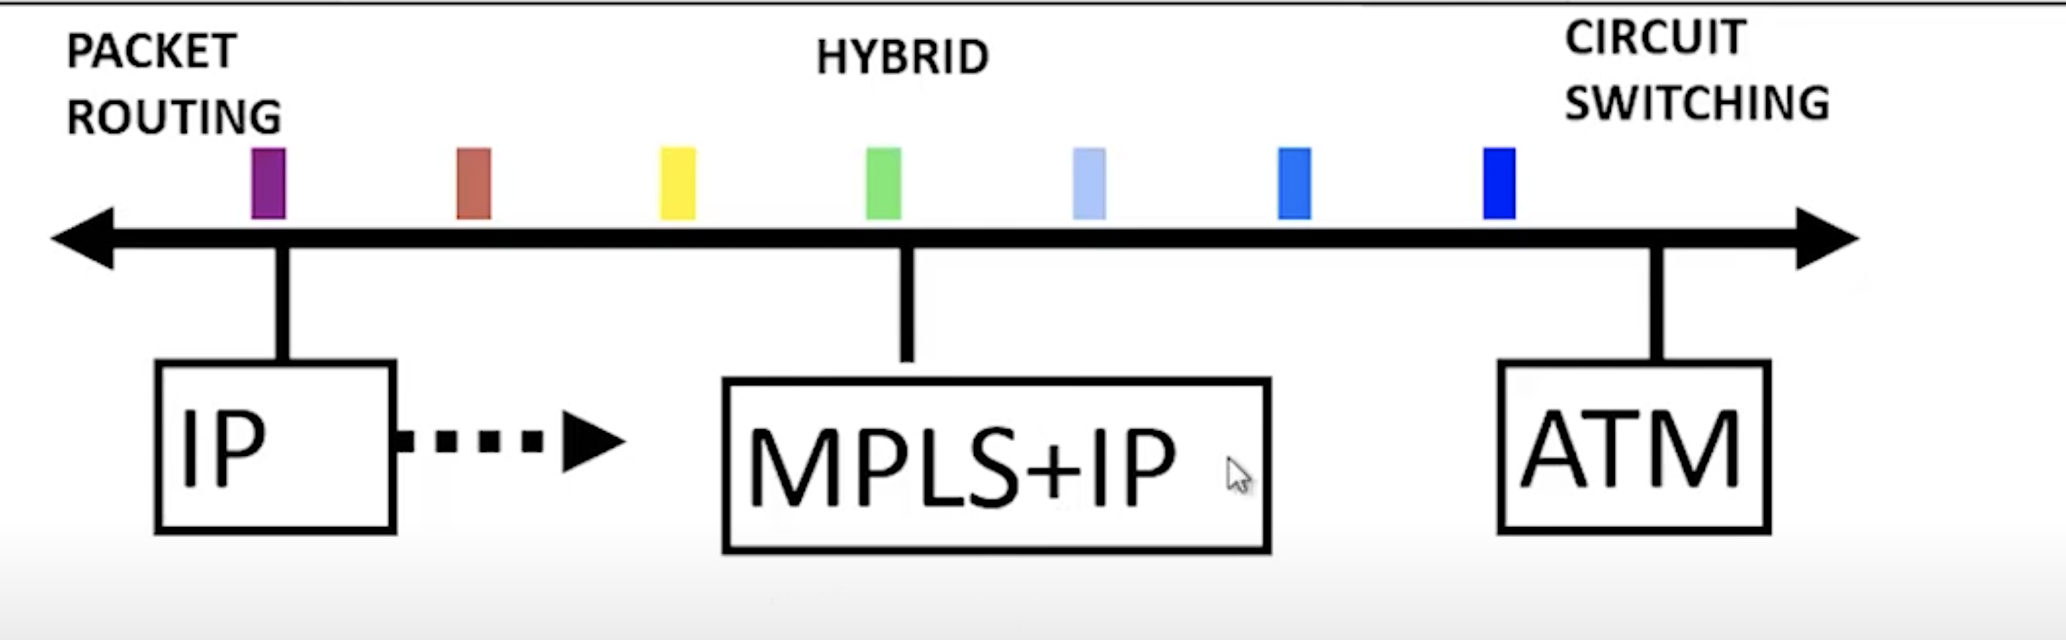 PACKET
ROUTING
HYBRID
CIRCUIT
SWITCHING
IP
MPLS+IP
ATM